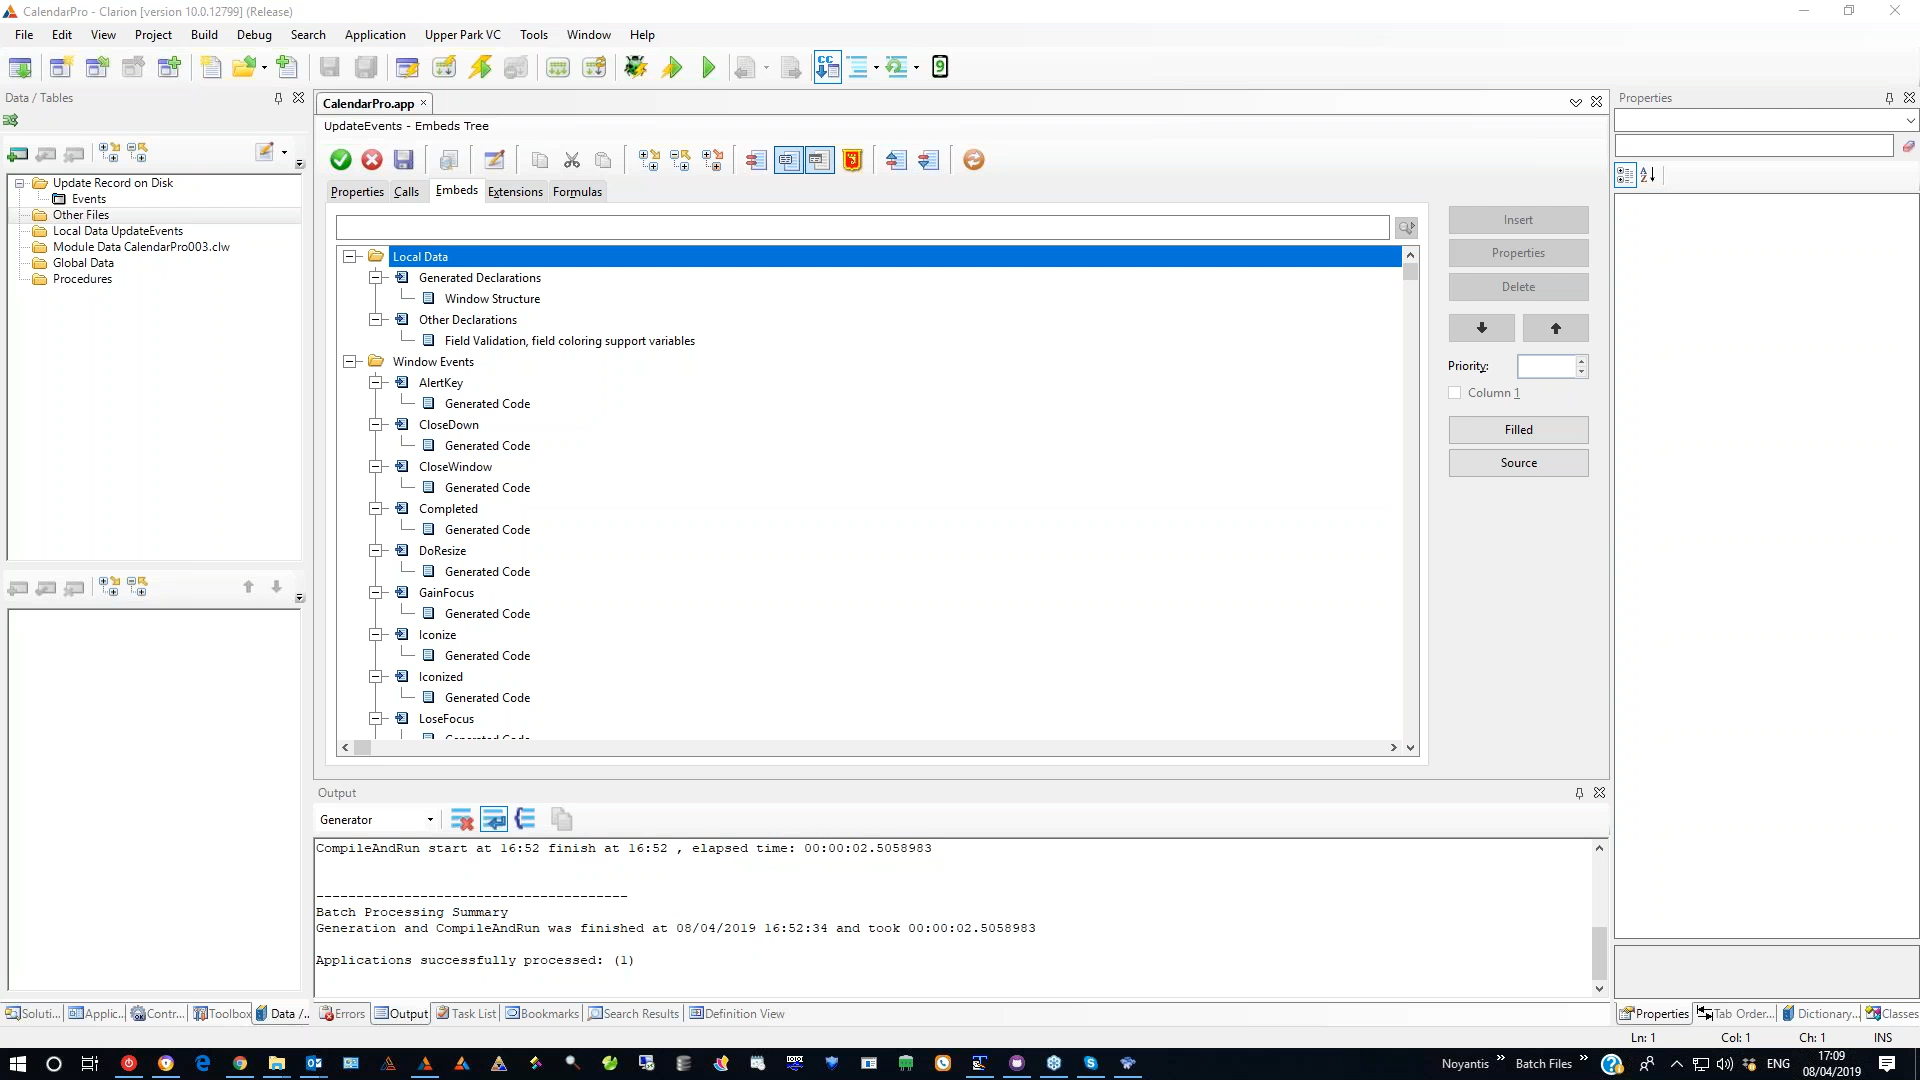 CalendarPro - Clarion [version 10.0.12799] (Release)
File Edit View Project Build Debug Search Application Upper Park VC Tools Window Help
Data / Tables
Update Record on Disk
Events
Other Files
Local Data UpdateEvents
Module Data CalendarPro003.clw
Global Data
Procedures
CalendarPro.app
UpdateEvents - Embeds Tree
Properties Calls Embeds Extensions Formulas
Local Data
Generated Declarations
Window Structure
Other Declarations
Field Validation, field coloring support variables
Window Events
AlertKey
Generated Code
CloseDown
Generated Code
CloseWindow
Generated Code
Completed
Generated Code
DoResize
Generated Code
GainFocus
Generated Code
Iconize
Generated Code
Iconized
Generated Code
LoseFocus
Generated Code
Insert
Properties
Delete
Priority:
Column 1
Filled
Source
Output
Generator
CompileAndRun start at 16:52 finish at 16:52 , elapsed time: 00:00:02.5058983
---------------------------------------
Batch Processing Summary
Generation and CompileAndRun was finished at 08/04/2019 16:52:34 and took 00:00:02.5058983
Applications successfully processed: (1)
Properties
Soluti... Applic... Contr... Toolbox Data /...
Errors Output Task List Bookmarks Search Results Definition View
Properties Tab Order... Dictionary... Classes
Ln: 1 Col: 1 Ch: 1 INS
Noyantis Batch Files ENG
17:09
08/04/2019